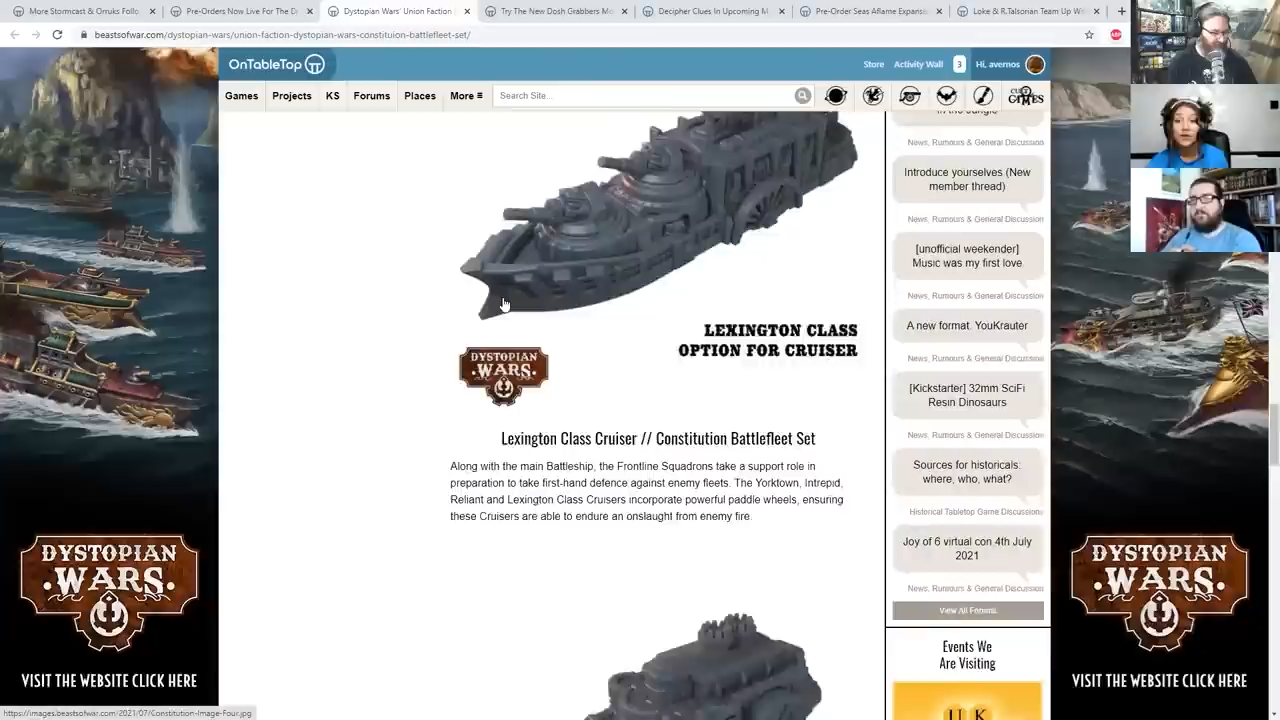 More Stormcast & Orruks Follo
Pre-Orders Now Live For The D
Dystopian Wars' Union Faction
Try The New Dosh Grabbers Mo
Decipher Clues In Upcoming M
Pre-Order Seas Aflame Expansi
Loke & R.Talsorian Team Up W
beastsofwar.com/dystopian-wars/union-faction-dystopian-wars-constituion-battlefleet-set/
OnTableTop
Store
Activity Wall
3
Hi, avernos
Games
Projects
KS
Forums
Places
More
Search Site...
GAMES
LEXINGTON CLASS
OPTION FOR CRUISER
DYSTOPIAN
WARS
Lexington Class Cruiser // Constitution Battlefleet Set
Along with the main Battleship, the Frontline Squadrons take a support role in
preparation to take first-hand defence against enemy fleets. The Yorktown, Intrepid,
Reliant and Lexington Class Cruisers incorporate powerful paddle wheels, ensuring
these Cruisers are able to endure an onslaught from enemy fire.
News, Rumours & General Discussion
Introduce yourselves (New
member thread)
News, Rumours & General Discussion
[unofficial weekender]
Music was my first love
News, Rumours & General Discussion
A new format. YouKrauter
News, Rumours & General Discussion
[Kickstarter] 32mm SciFi
Resin Dinosaurs
News, Rumours & General Discussion
Sources for historicals:
where, who, what?
Historical Tabletop Game Discussions
Joy of 6 virtual con 4th July
2021
News, Rumours & General Discussion
View All Forums
Events We
Are Visiting
U K
DYSTOPIAN
WARS
VISIT THE WEBSITE CLICK HERE
DYSTOPIAN
WARS
VISIT THE WEBSITE CLICK HERE
https://images.beastsofwar.com/2021/07/Constitution-Image-Four.jpg